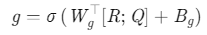 g = σ ( W_g^⊤ [R; Q] + B_g )